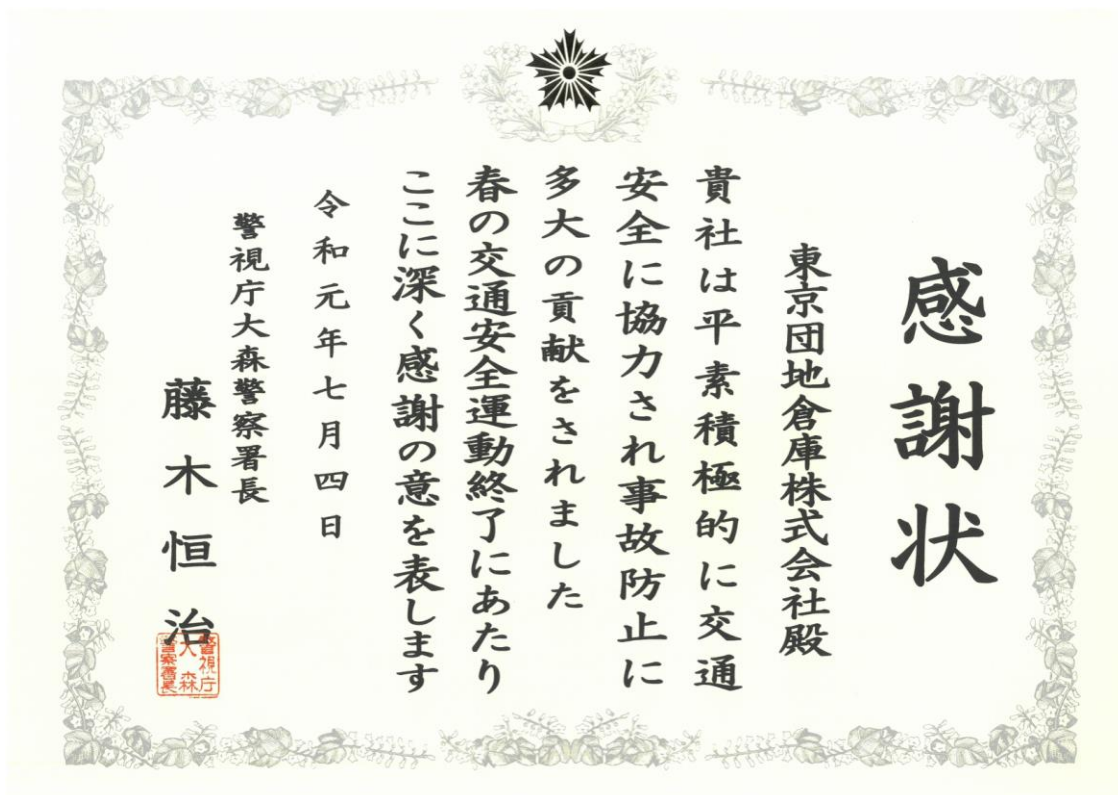 感謝状
東京団地倉庫株式会社殿
貴社は平素積極的に交通
安全に協力され事故防止に
多大の貢献をされました
春の交通安全運動終了にあたり
ここに深く感謝の意を表します
令和元年七月四日
警視庁大森警察署長
藤木恒治
警視庁
大森
警察署長